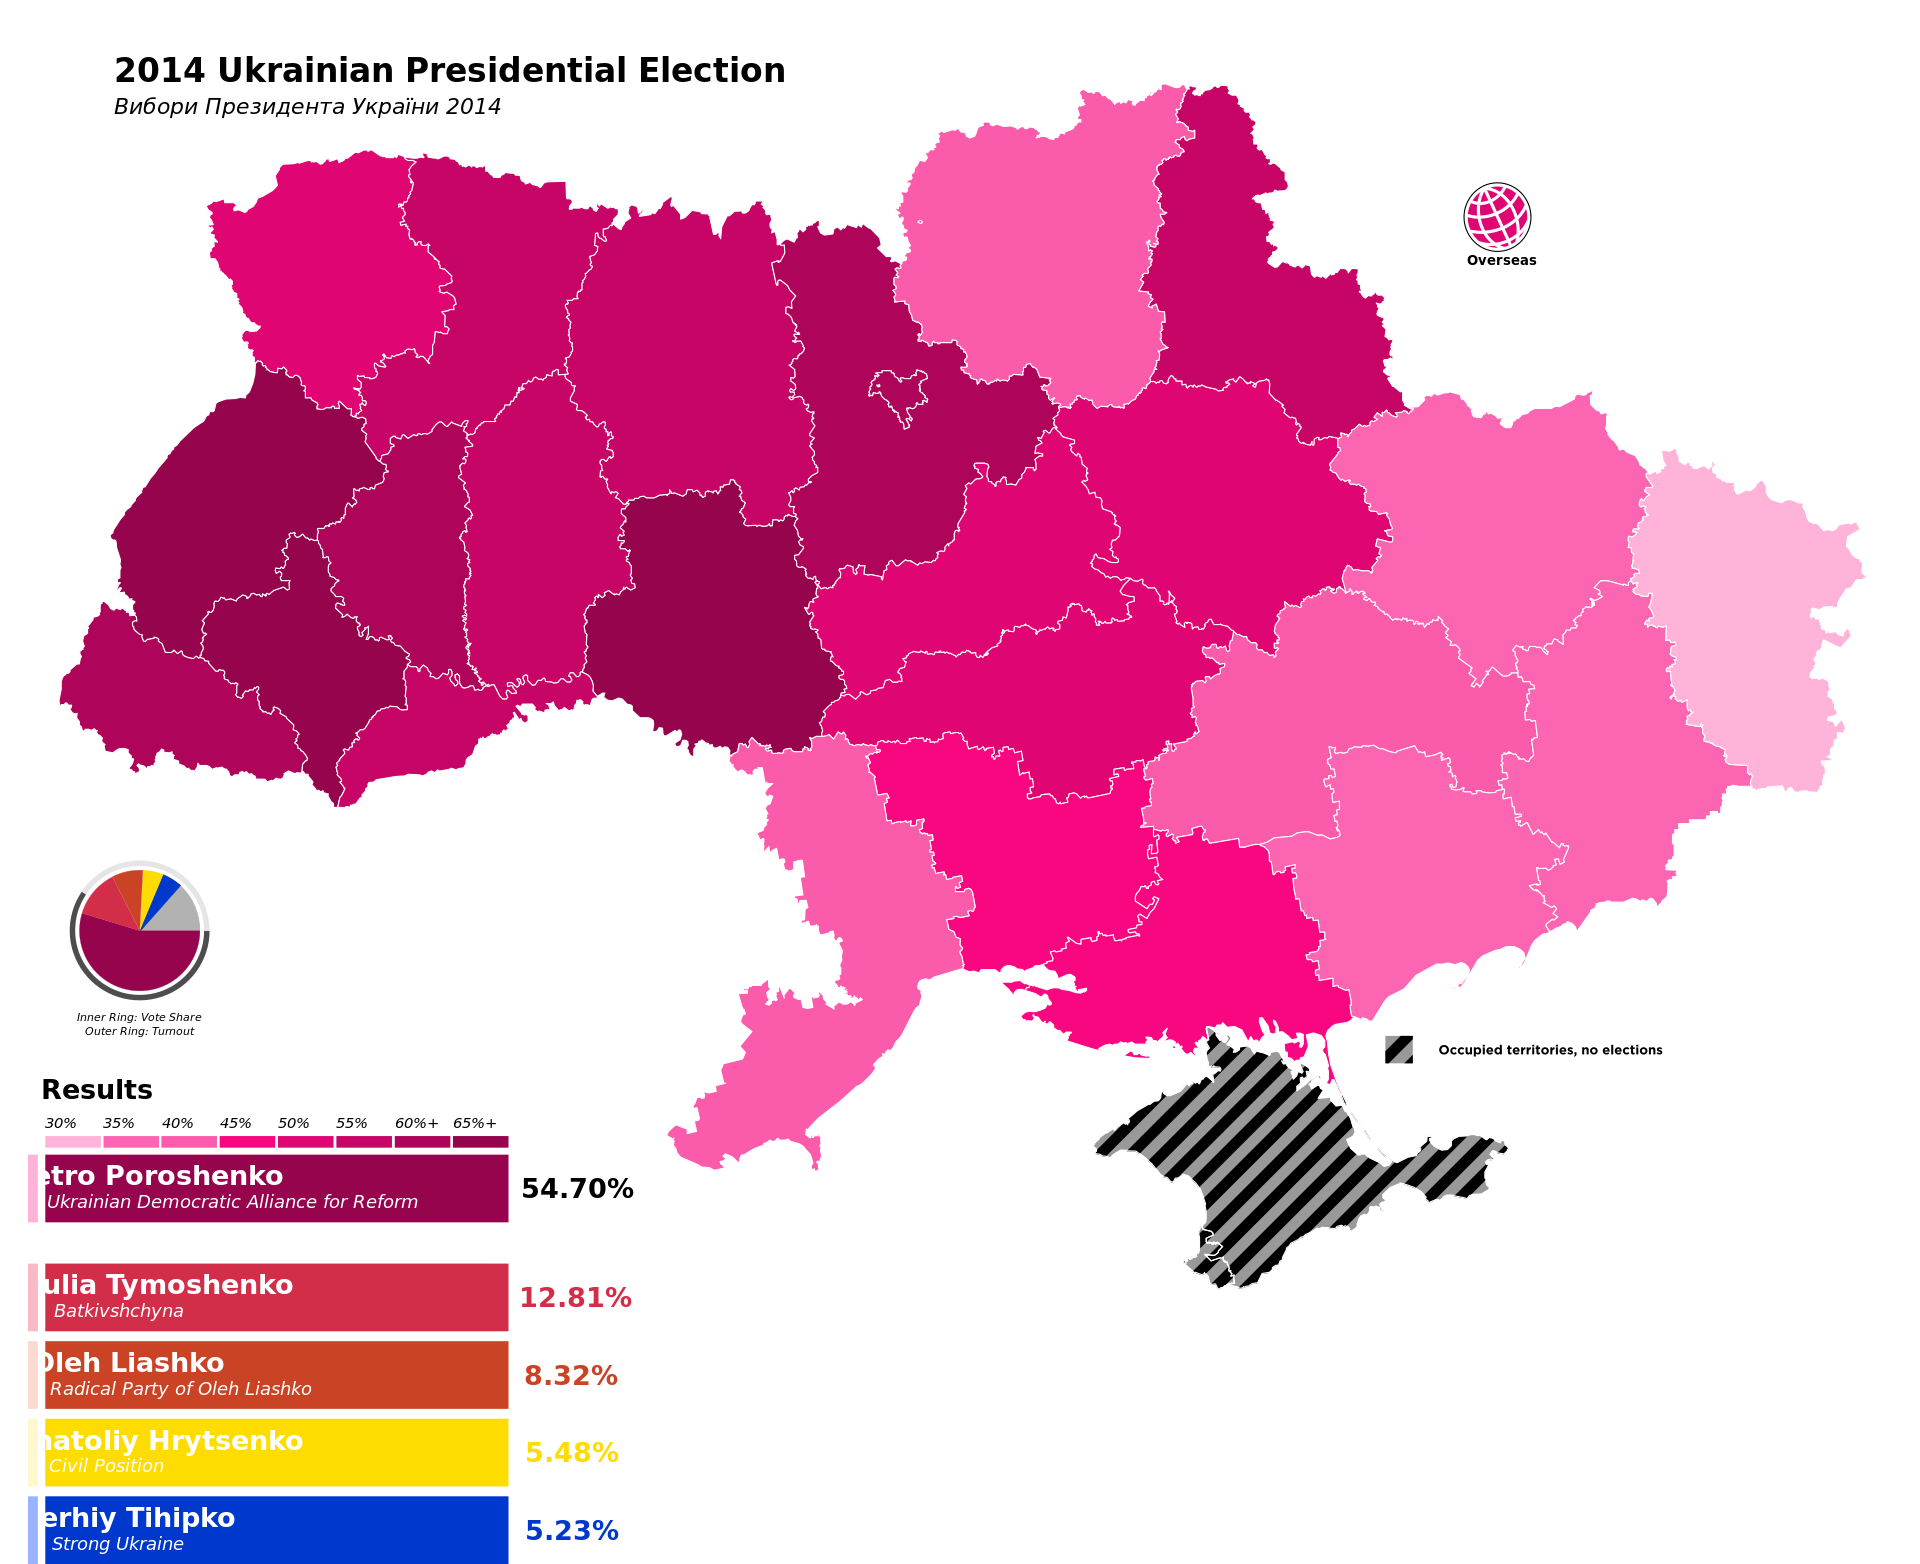 2014 Ukrainian Presidential Election
Вибори Президента України 2014
Overseas
Inner Ring: Vote Share
Outer Ring: Turnout
Occupied territories, no elections
Results
30% 35% 40% 45% 50% 55% 60%+ 65%+
etro Poroshenko
Ukrainian Democratic Alliance for Reform
54.70%
ulia Tymoshenko
Batkivshchyna
12.81%
Oleh Liashko
Radical Party of Oleh Liashko
8.32%
natoliy Hrytsenko
Civil Position
5.48%
erhiy Tihipko
Strong Ukraine
5.23%